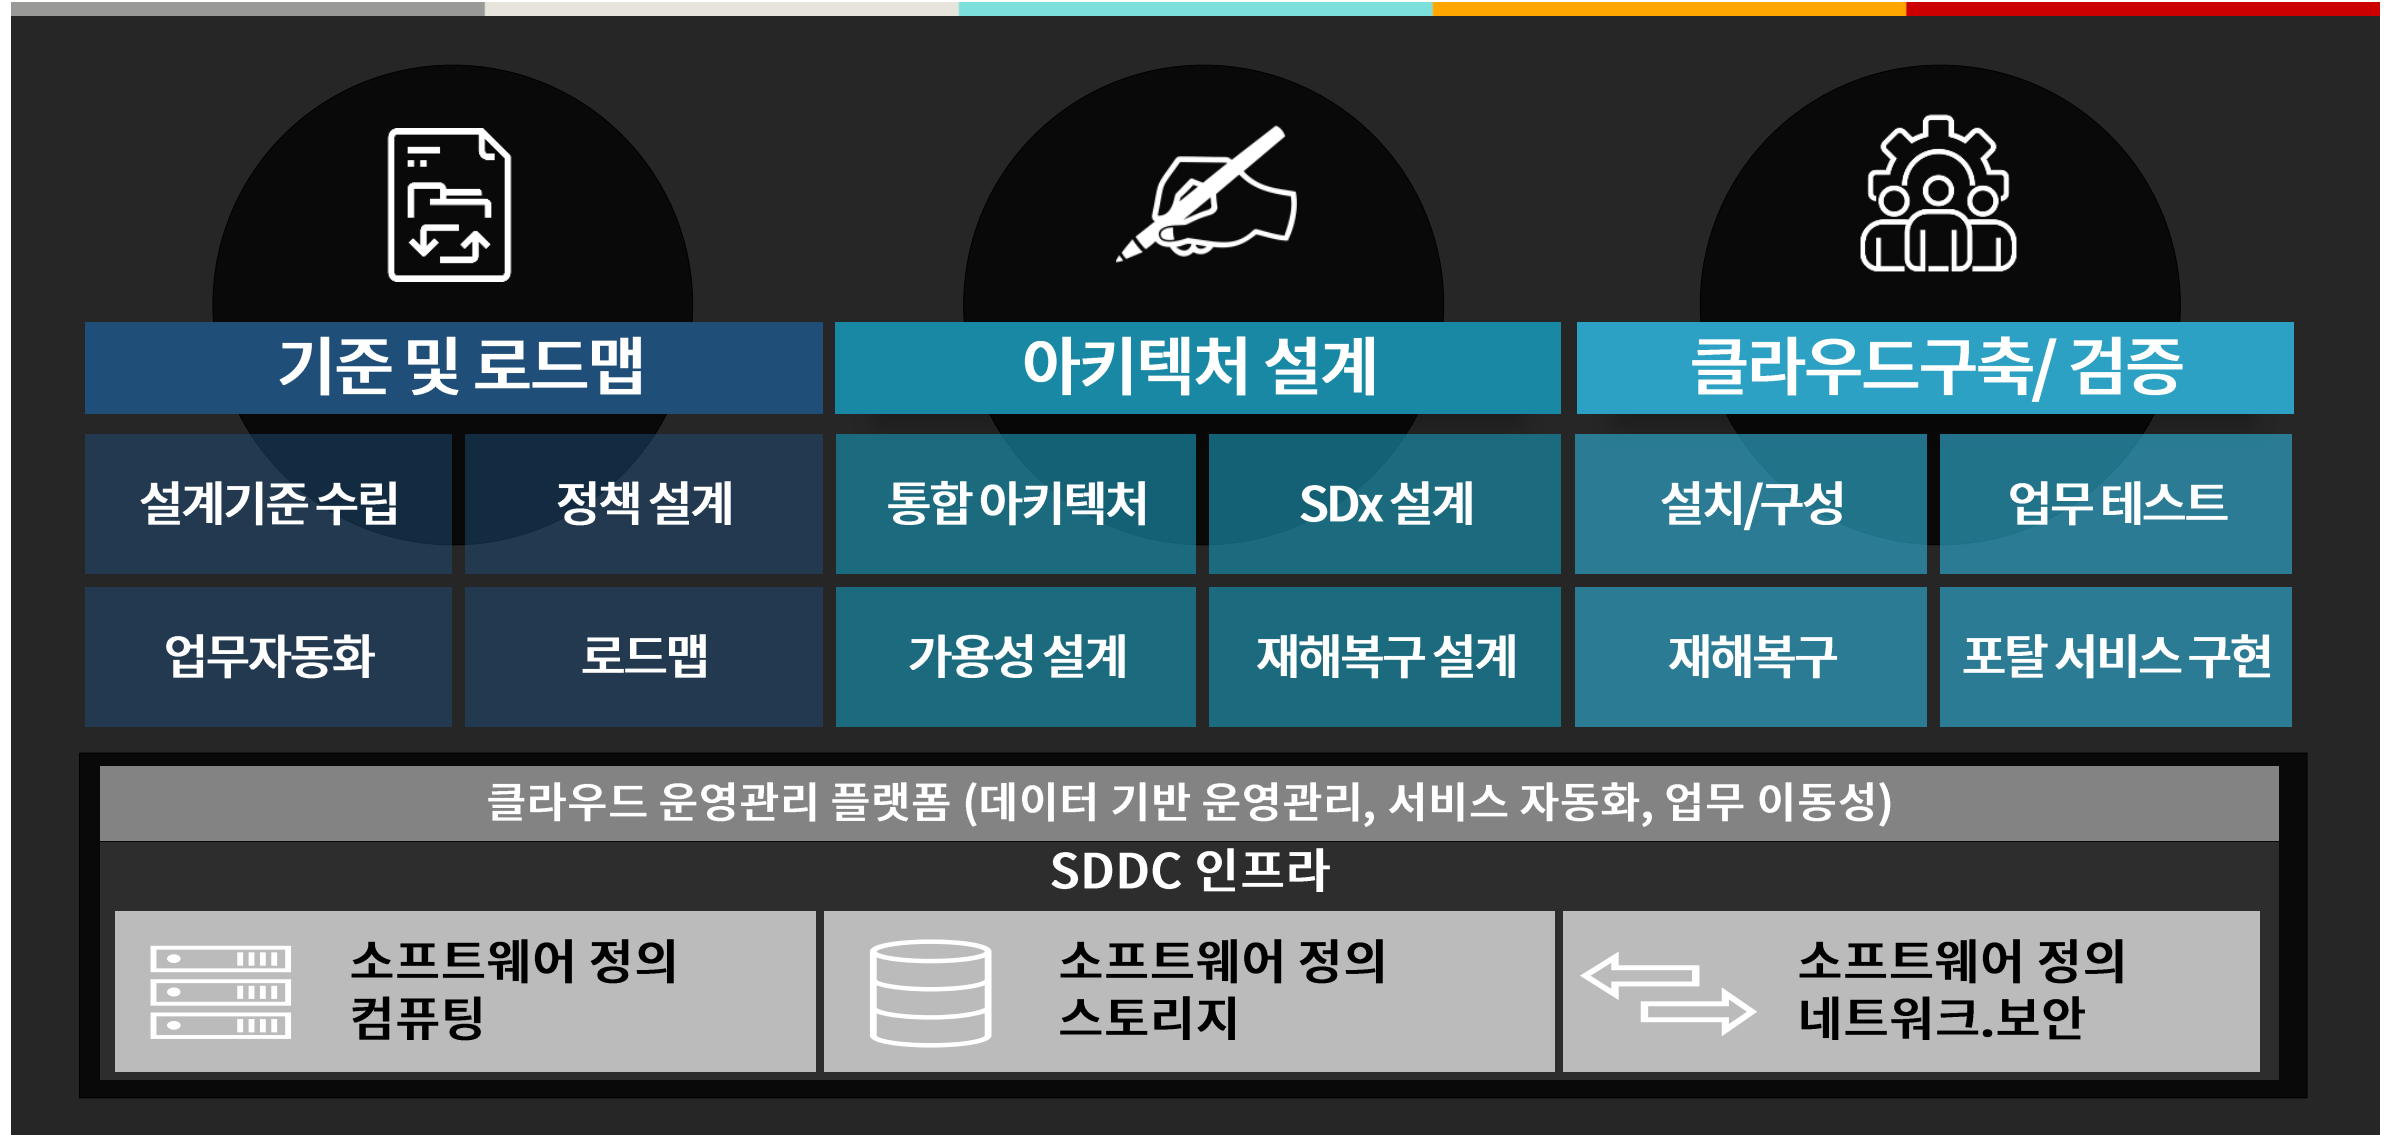 기준 및 로드맵
아키텍처 설계
클라우드구축/ 검증
설계기준 수립
정책 설계
통합 아키텍처
SDx 설계
설치/구성
업무 테스트
업무자동화
로드맵
가용성 설계
재해복구 설계
재해복구
포탈 서비스 구현
클라우드 운영관리 플랫폼 (데이터 기반 운영관리, 서비스 자동화, 업무 이동성)
SDDC 인프라
소프트웨어 정의
컴퓨팅
소프트웨어 정의
스토리지
소프트웨어 정의
네트워크.보안